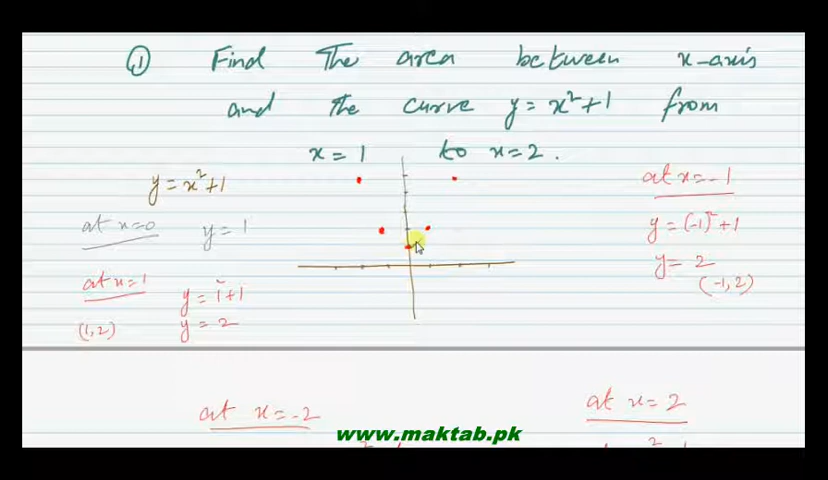 Q1 Find The area between x-axis
and the curve y = x²+1 from
x = 1 to x = 2 .
y = x²+1
at x=0 y = 1
at x=1
y = 1²+1
(1,2) y = 2
at x = -1
y = (-1)²+1
y = 2
(-1, 2)
at x = -2
at x = 2
www.maktab.pk